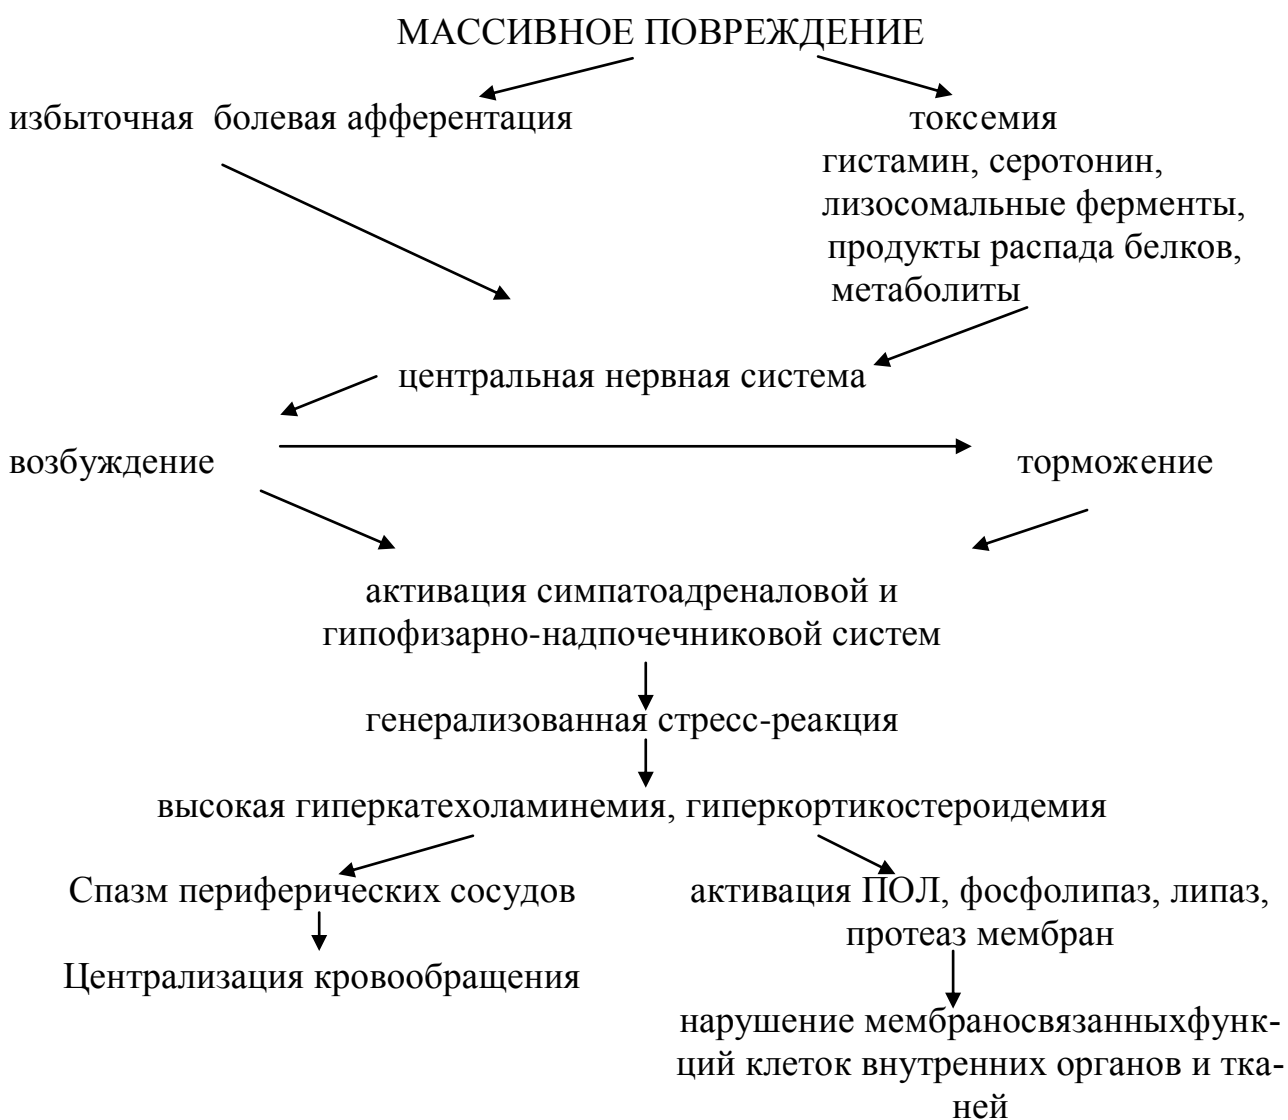 МАССИВНОЕ ПОВРЕЖДЕНИЕ
избыточная болевая афферентация
токсемия
гистамин, серотонин,
лизосомальные ферменты,
продукты распада белков,
метаболиты
центральная нервная система
возбуждение
торможение
активация симпатоадреналовой и
гипофизарно-надпочечниковой систем
генерализованная стресс-реакция
высокая гиперкатехоламинемия, гиперкортикостероидемия
Спазм периферических сосудов
Централизация кровообращения
активация ПОЛ, фосфолипаз, липаз,
протеаз мембран
нарушение мембраносвязанныхфунк-
ций клеток внутренних органов и тка-
ней